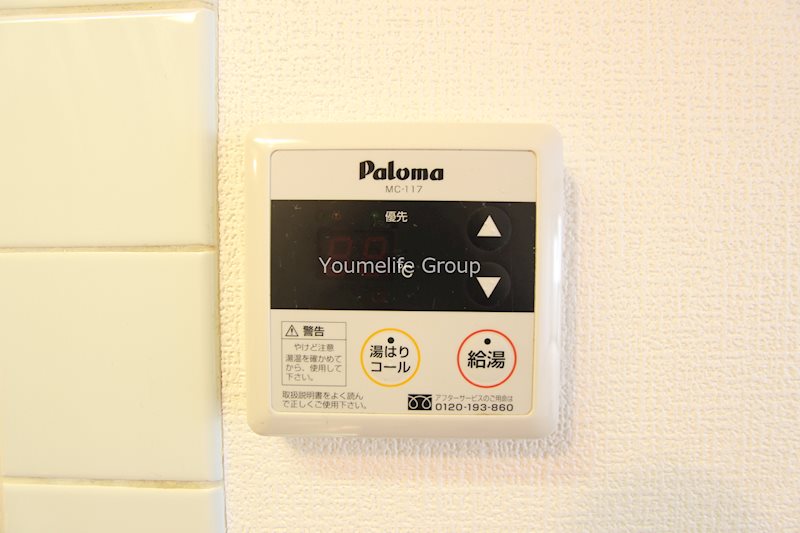 Paloma
MC-117
優先
℃
Youmelife Group
警告
やけど注意
湯温を確かめて
から、使用して
下さい。
湯はり
コール
給湯
取扱説明書をよく読ん
で正しくご使用下さい。
アフターサービスのご用命は
0120-193-860